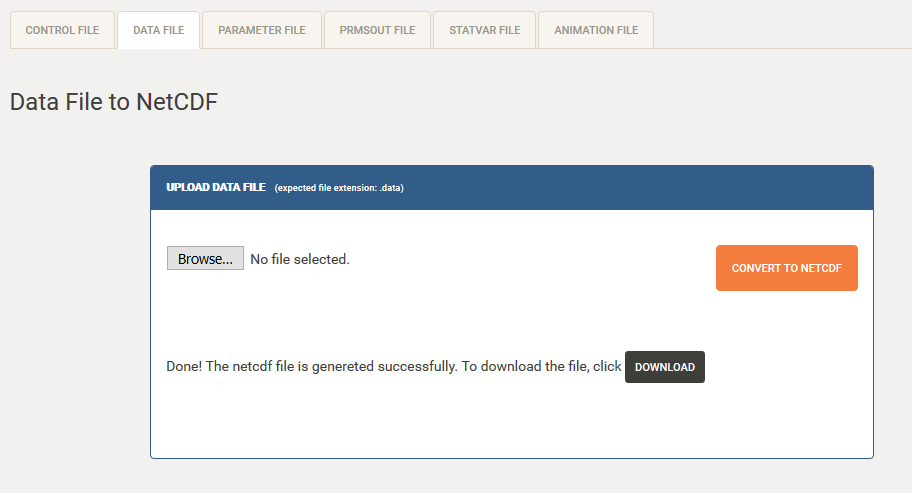 CONTROL FILE DATA FILE PARAMETER FILE PRMSOUT FILE STATVAR FILE ANIMATION FILE
Data File to NetCDF
UPLOAD DATA FILE (expected file extension: .data)
Browse... No file selected. CONVERT TO NETCDF
Done! The netcdf file is genereted successfully. To download the file, click DOWNLOAD